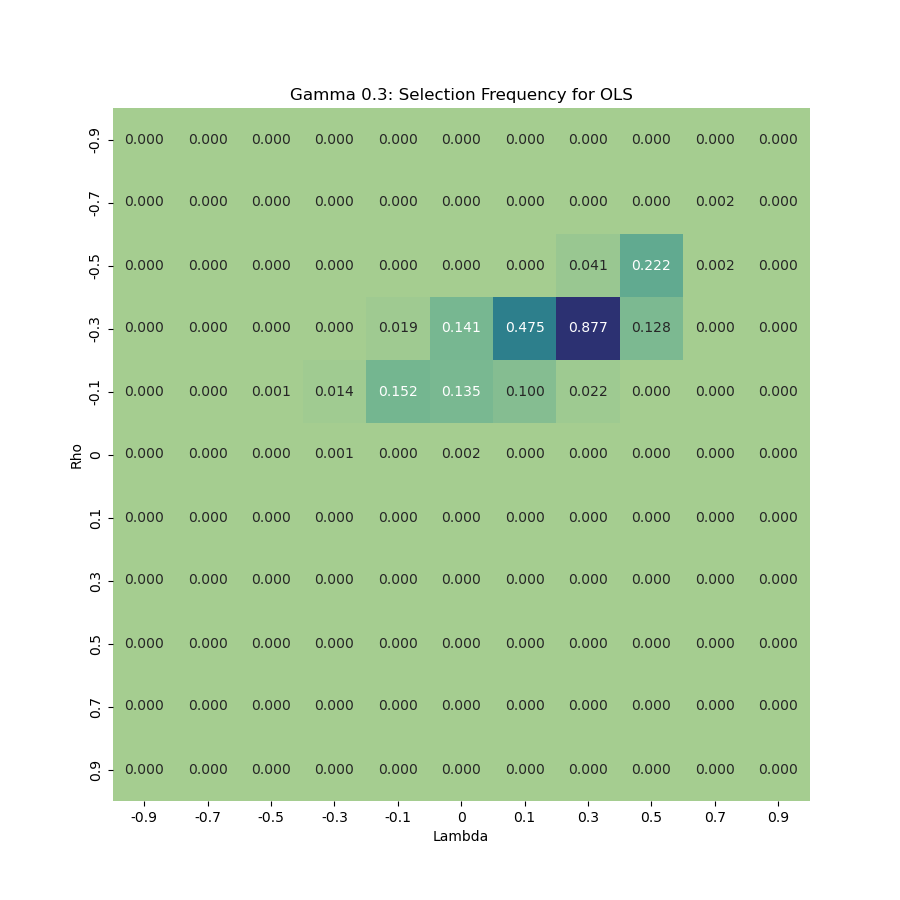 Gamma 0.3: Selection Frequency for OLS
-0.9 0.000 0.000 0.000 0.000 0.000 0.000 0.000 0.000 0.000 0.000 0.000
-0.7 0.000 0.000 0.000 0.000 0.000 0.000 0.000 0.000 0.000 0.002 0.000
-0.5 0.000 0.000 0.000 0.000 0.000 0.000 0.000 0.041 0.222 0.002 0.000
-0.3 0.000 0.000 0.000 0.000 0.019 0.141 0.475 0.877 0.128 0.000 0.000
-0.1 0.000 0.000 0.001 0.014 0.152 0.135 0.100 0.022 0.000 0.000 0.000
Rho
0 0.000 0.000 0.000 0.001 0.000 0.002 0.000 0.000 0.000 0.000 0.000
0.1 0.000 0.000 0.000 0.000 0.000 0.000 0.000 0.000 0.000 0.000 0.000
0.3 0.000 0.000 0.000 0.000 0.000 0.000 0.000 0.000 0.000 0.000 0.000
0.5 0.000 0.000 0.000 0.000 0.000 0.000 0.000 0.000 0.000 0.000 0.000
0.7 0.000 0.000 0.000 0.000 0.000 0.000 0.000 0.000 0.000 0.000 0.000
0.9 0.000 0.000 0.000 0.000 0.000 0.000 0.000 0.000 0.000 0.000 0.000
-0.9 -0.7 -0.5 -0.3 -0.1 0 0.1 0.3 0.5 0.7 0.9
Lambda